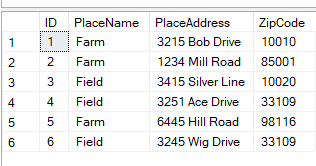 ID PlaceName PlaceAddress ZipCode
1 1 Farm 3215 Bob Drive 10010
2 2 Farm 1234 Mill Road 85001
3 3 Field 3415 Silver Line 10020
4 4 Field 3251 Ace Drive 33109
5 5 Farm 6445 Hill Road 98116
6 6 Field 3245 Wig Drive 33109